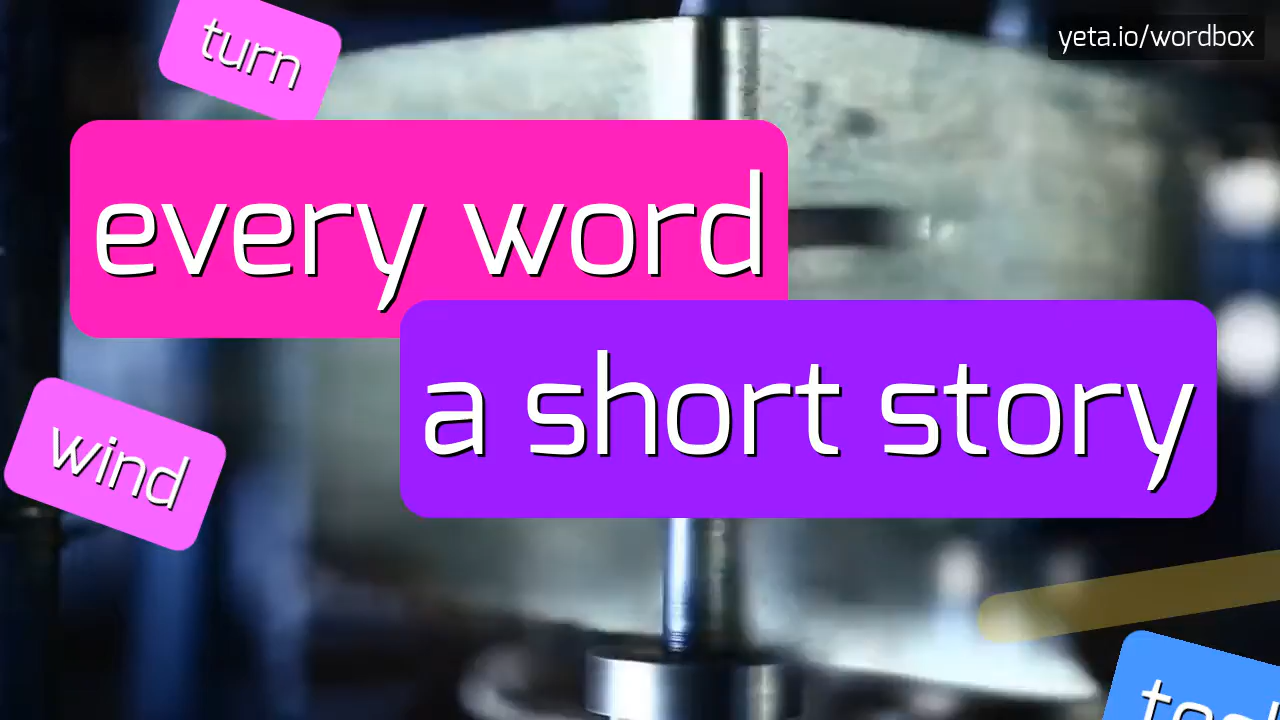 turn
yeta.io/wordbox
every word
a short story
wind